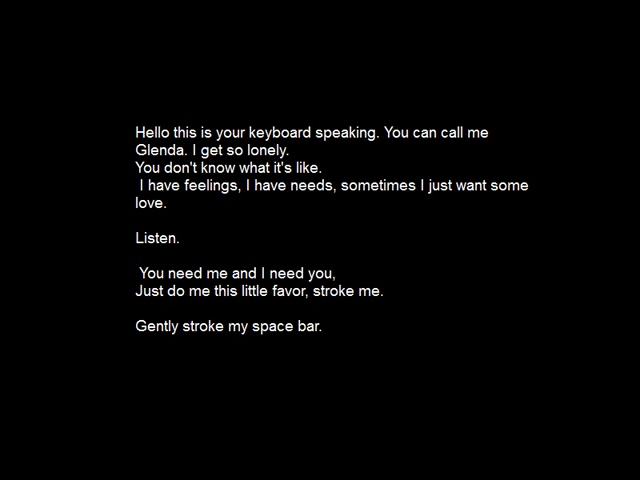 Hello this is your keyboard speaking. You can call me
Glenda. I get so lonely.
You don't know what it's like.
I have feelings, I have needs, sometimes I just want some
love.
Listen.
You need me and I need you,
Just do me this little favor, stroke me.
Gently stroke my space bar.